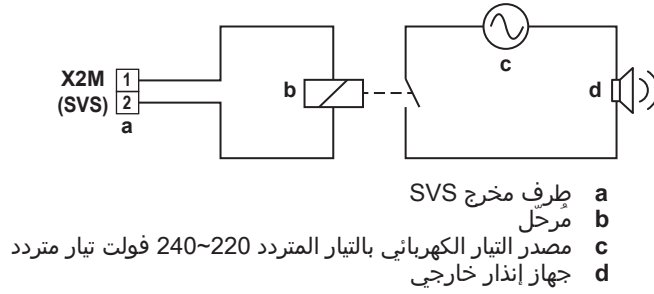 c
X2M 1
b d
(SVS) 2
a
a طرف مخرج SVS
b مُرحّل
c مصدر التيار الكهربائي بالتيار المتردد 220~240 فولت تيار متردد
d جهاز إنذار خارجي